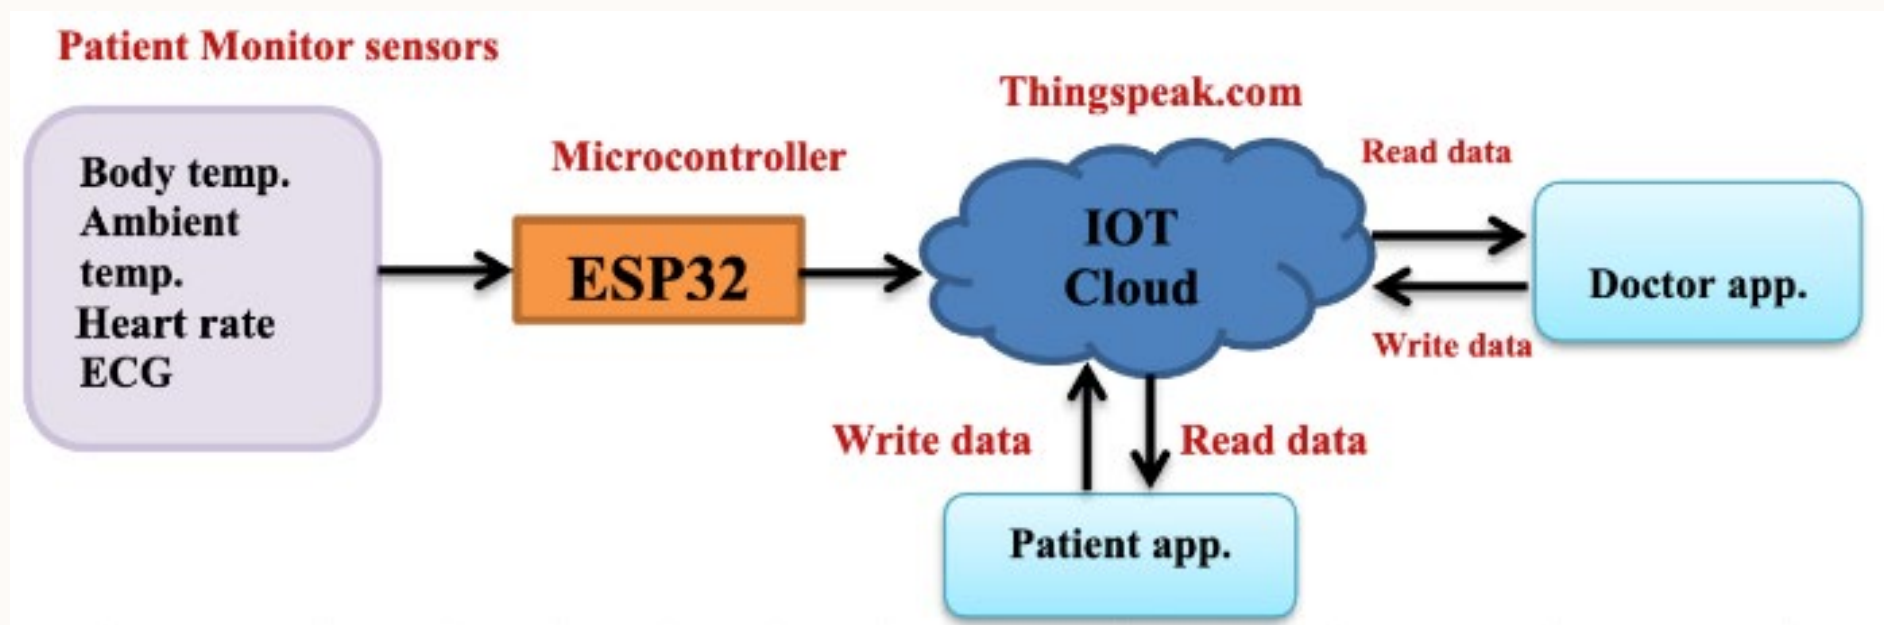 Patient Monitor sensors
Body temp.
Ambient
temp.
Heart rate
ECG
Microcontroller
ESP32
Thingspeak.com
IOT
Cloud
Read data
Write data
Doctor app.
Write data
Read data
Patient app.